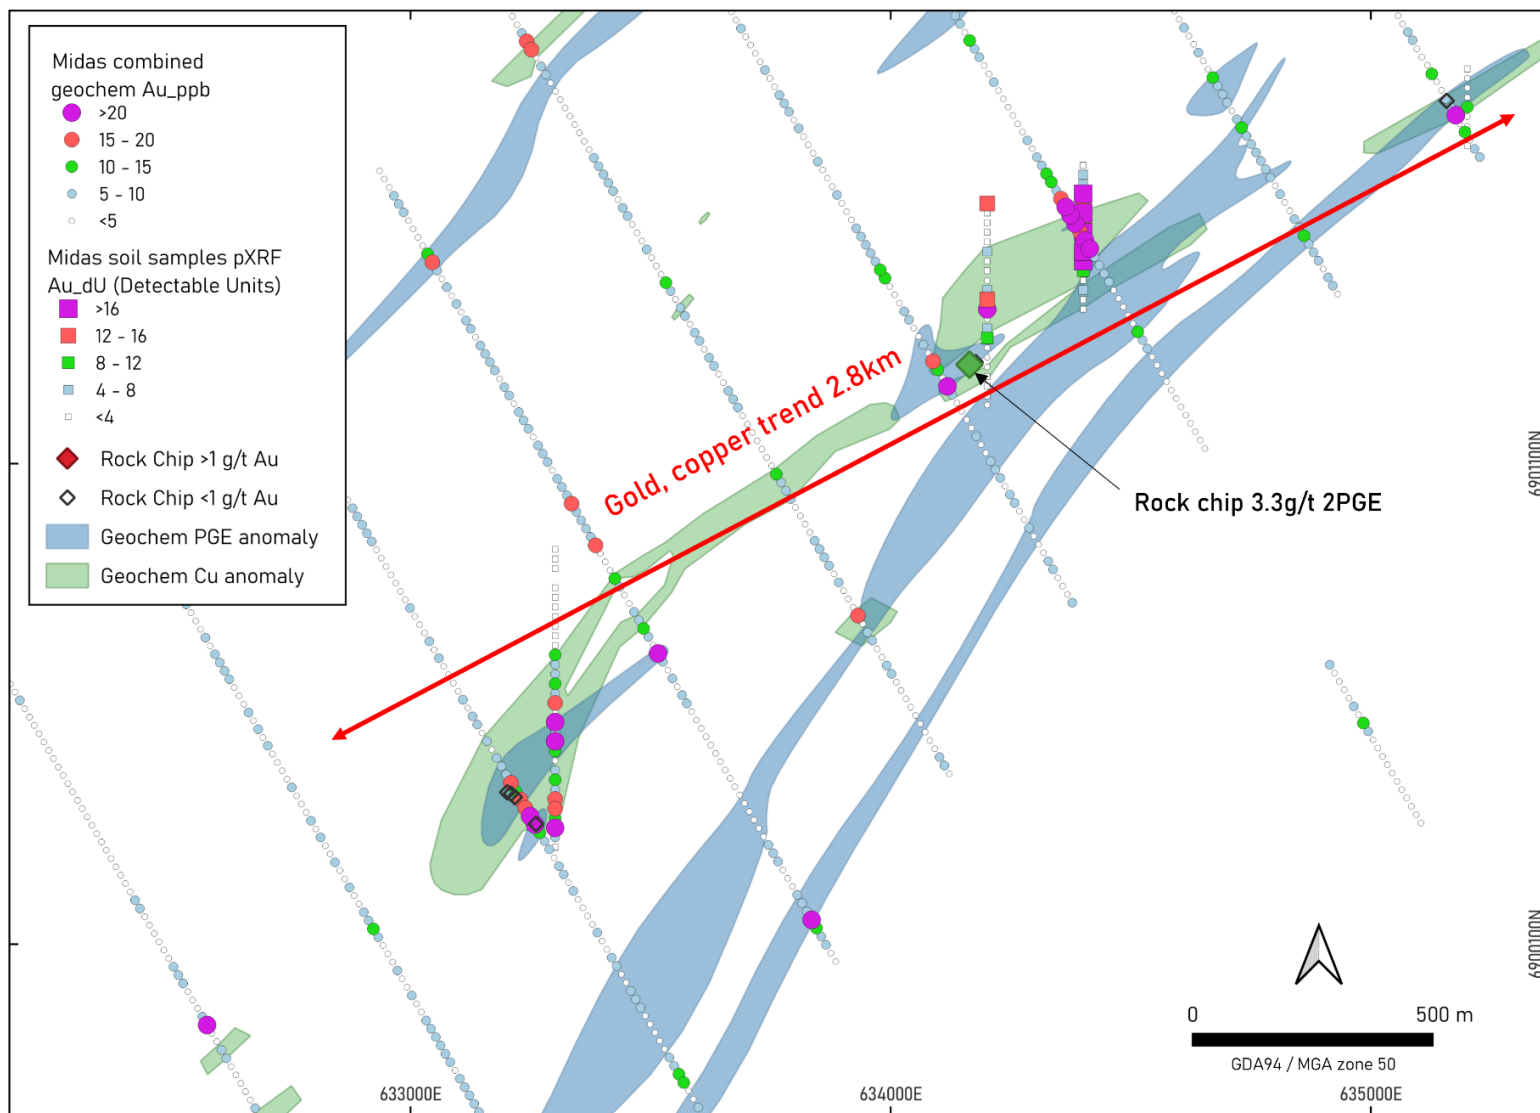 Midas combined
geochem Au_ppb
>20
15 - 20
10 - 15
5 - 10
<5
Midas soil samples pXRF
Au_dU (Detectable Units)
>16
12 - 16
8 - 12
4 - 8
<4
Rock Chip >1 g/t Au
Rock Chip <1 g/t Au
Geochem PGE anomaly
Geochem Cu anomaly
Gold, copper trend 2.8km
Rock chip 3.3g/t 2PGE
6901100N
6900100N
0 500 m
GDA94 / MGA zone 50
633000E 634000E 635000E